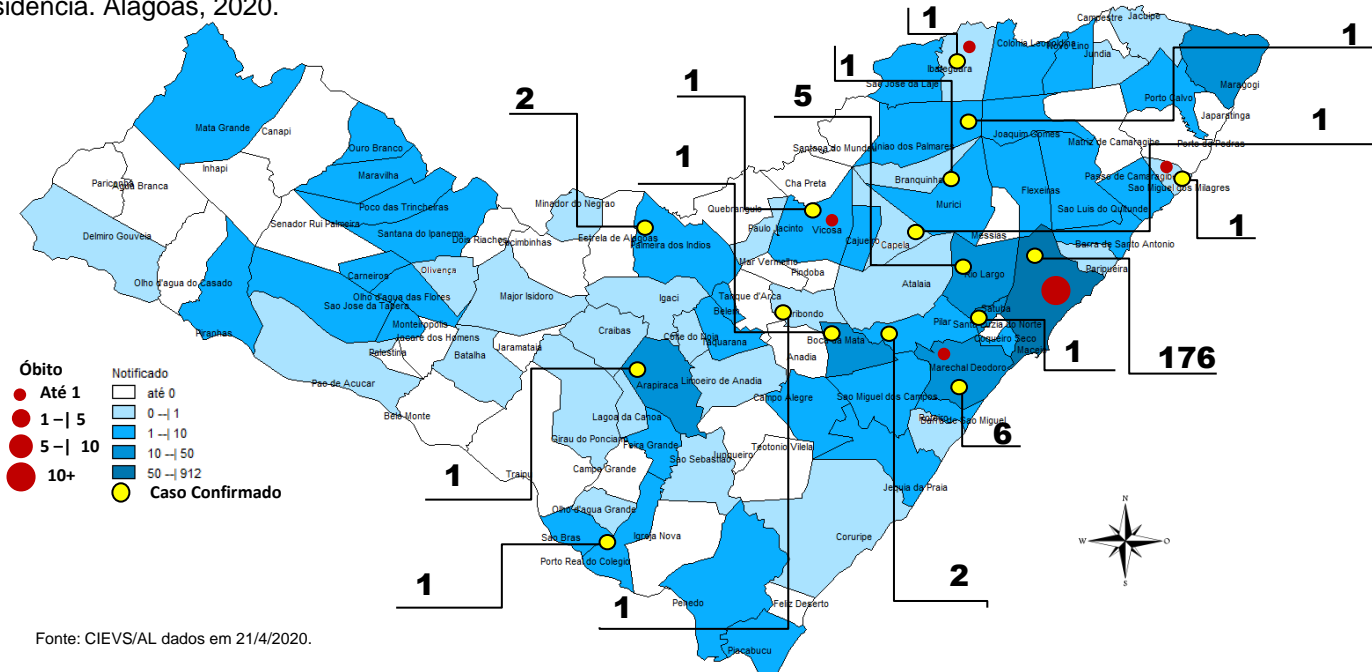 sidência. Alagoas, 2020.
1
1
1
1
2
5
1
1
1
1
176
1
6
2
1
1
1
Campestre
Jacuipe
Colonia Leopoldina
Novo Lino
Jundia
Ibateguara
Sao Jose da Laje
Maragogi
Porto Calvo
Japaratinga
Mata Grande
Canapi
Ouro Branco
Joaquim Gomes
Matriz de Camaragibe
Porto de Pedras
Santana do Mundau
Uniao dos Palmares
Inhapi
Maravilha
Cha Preta
Branquinha
Passo de Camaragibe
Sao Miguel dos Milagres
Pariconha
Agua Branca
Flexeiras
Minador do Negrao
Quebrangulo
Poco das Trincheiras
Murici
Sao Luis do Quitunde
Senador Rui Palmeira
Santana do Ipanema
Paulo Jacinto
Vicosa
Capela
Delmiro Gouveia
Dois Riachos
Cacimbinhas
Estrela de Alagoas
Palmeira dos Indios
Cajueiro
Messias
Barra de Santo Antonio
Mar Vermelho
Pindoba
Paripueira
Olivença
Carneiros
Rio Largo
Olho d'agua do Casado
Olho d'agua das Flores
Major Isidoro
Igaci
Tanque d'Arca
Atalaia
Sao Jose da Tapera
Belem
Satuba
Piranhas
Monteiropolis
Craibas
Pilar
Santa Luzia do Norte
Jacare dos Homens
Coite do Noia
Taquarana
Boca da Mata
Coqueiro Seco
Palestina
Jaramataia
Maceio
Batalha
Anadia
Marechal Deodoro
Pao de Acucar
Arapiraca
Limoeiro de Anadia
Campo Alegre
Sao Miguel dos Campos
Belo Monte
Lagoa da Canoa
Roteiro
Barra de Sao Miguel
Girau do Ponciano
Feira Grande
Teotonio Vilela
Junqueiro
Sao Sebastiao
Traipu
Campo Grande
Jequia da Praia
Olho d'agua Grande
Coruripe
Sao Bras
Igreja Nova
Porto Real do Colegio
Penedo
Feliz Deserto
Piacabucu
Óbito
Até 1
1 –| 5
5 –| 10
10+
Notificado
até 0
0 --| 1
1 --| 10
10 --| 50
50 --| 912
Caso Confirmado
N
O
S
Fonte: CIEVS/AL dados em 21/4/2020.